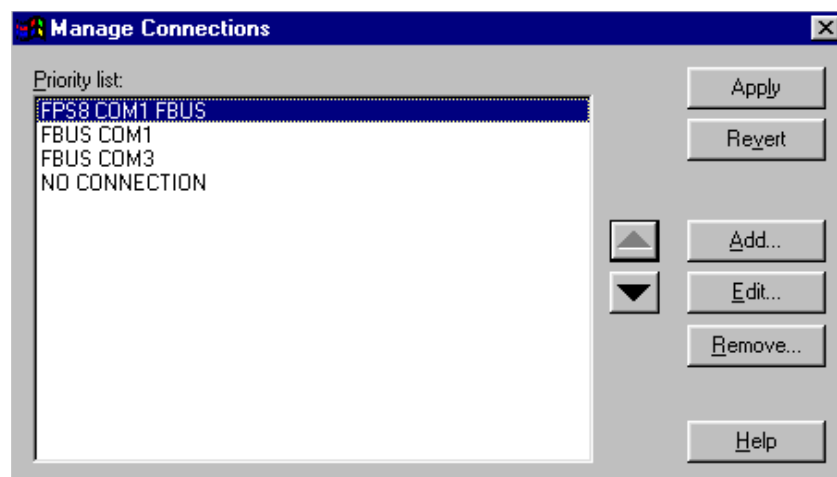 Manage Connections
Priority list:
FPS8 COM1 FBUS
FBUS COM1
FBUS COM3
NO CONNECTION
Apply
Revert
Add...
Edit...
Remove...
Help